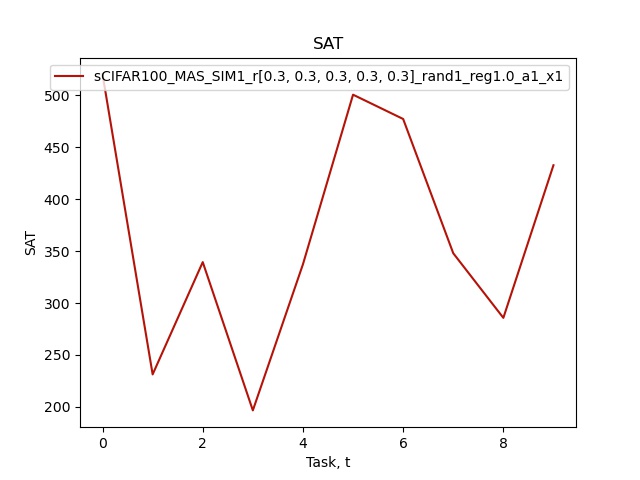 SAT
sCIFAR100_MAS_SIM1_r[0.3, 0.3, 0.3, 0.3, 0.3]_rand1_reg1.0_a1_x1
500
450
400
350
300
250
200
SAT
0 2 4 6 8
Task, t